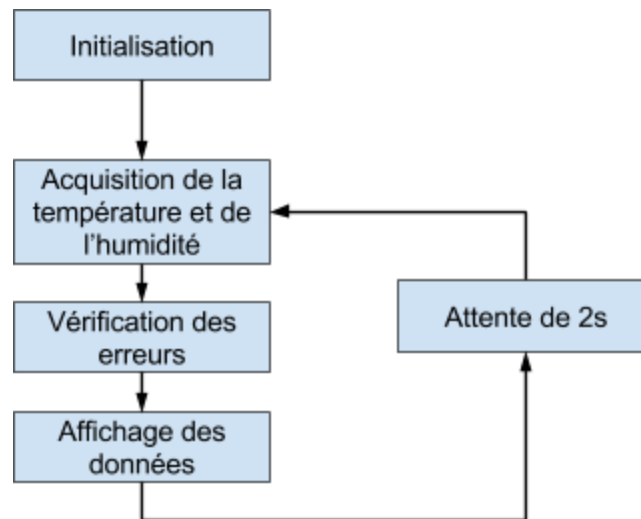 Initialisation
Acquisition de la
température et de
l'humidité
Vérification des
erreurs
Affichage des
données
Attente de 2s